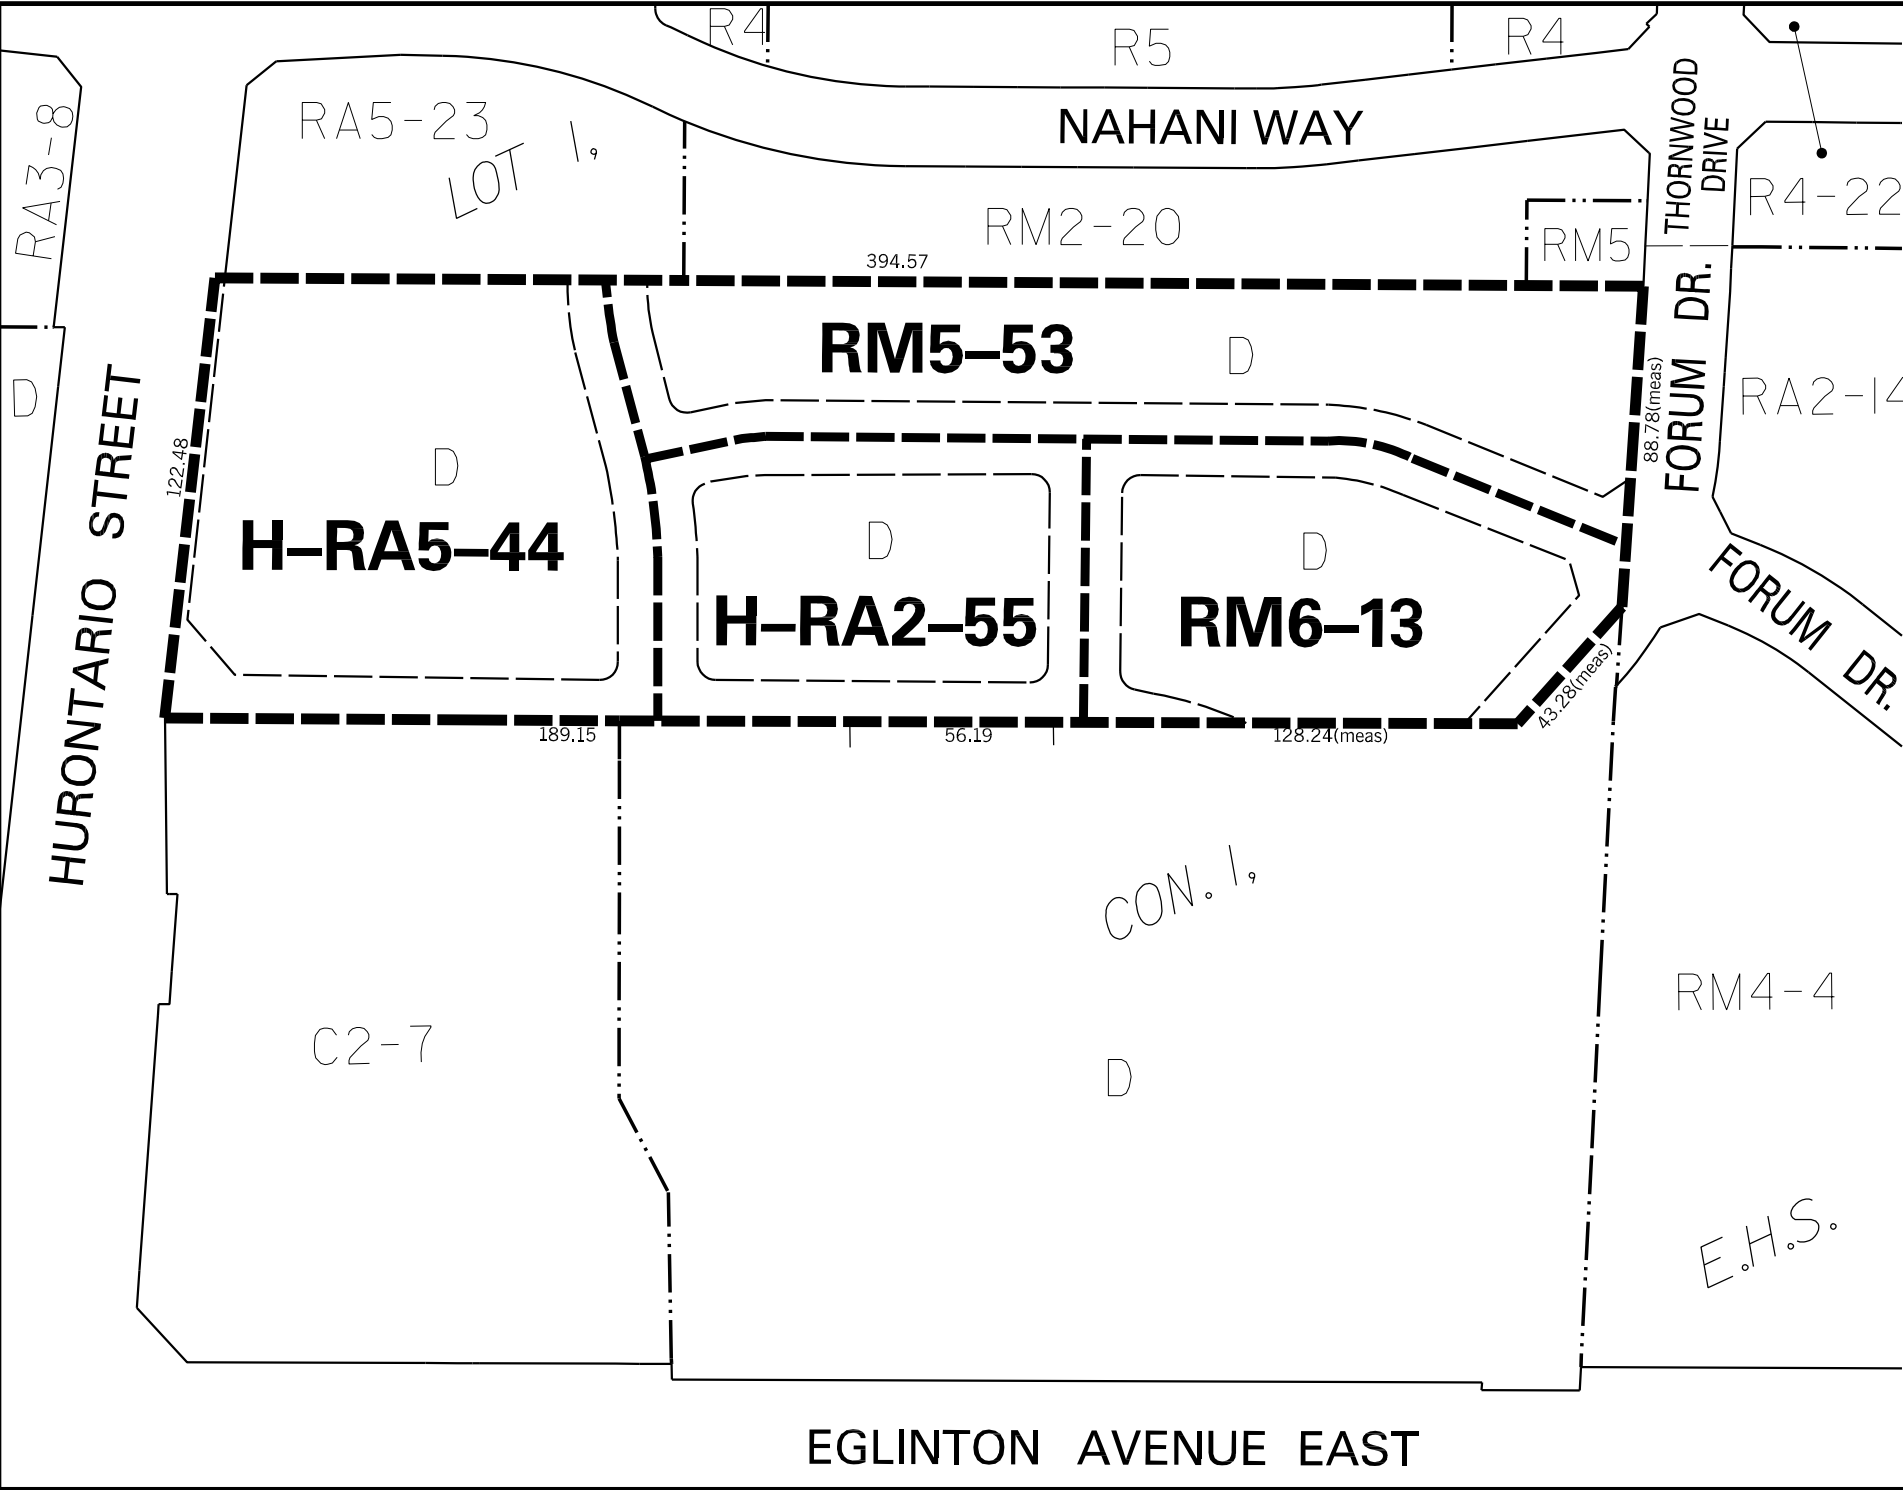 R4
R5
R4
RA5-23
LOT 1,
NAHANI WAY
THORNWOOD
DRIVE
RA3-8
RM2-20
RM5
R4-22
394.57
RM5–53
D
FORUM DR.
88.78(meas)
RA2-14
D
HURONTARIO STREET
122.48
D
H–RA5–44
D
H–RA2–55
D
RM6–13
FORUM DR.
43.28(meas)
189.15
56.19
128.24(meas)
CON. 1,
C2-7
D
RM4-4
E.H.S.
EGLINTON AVENUE EAST